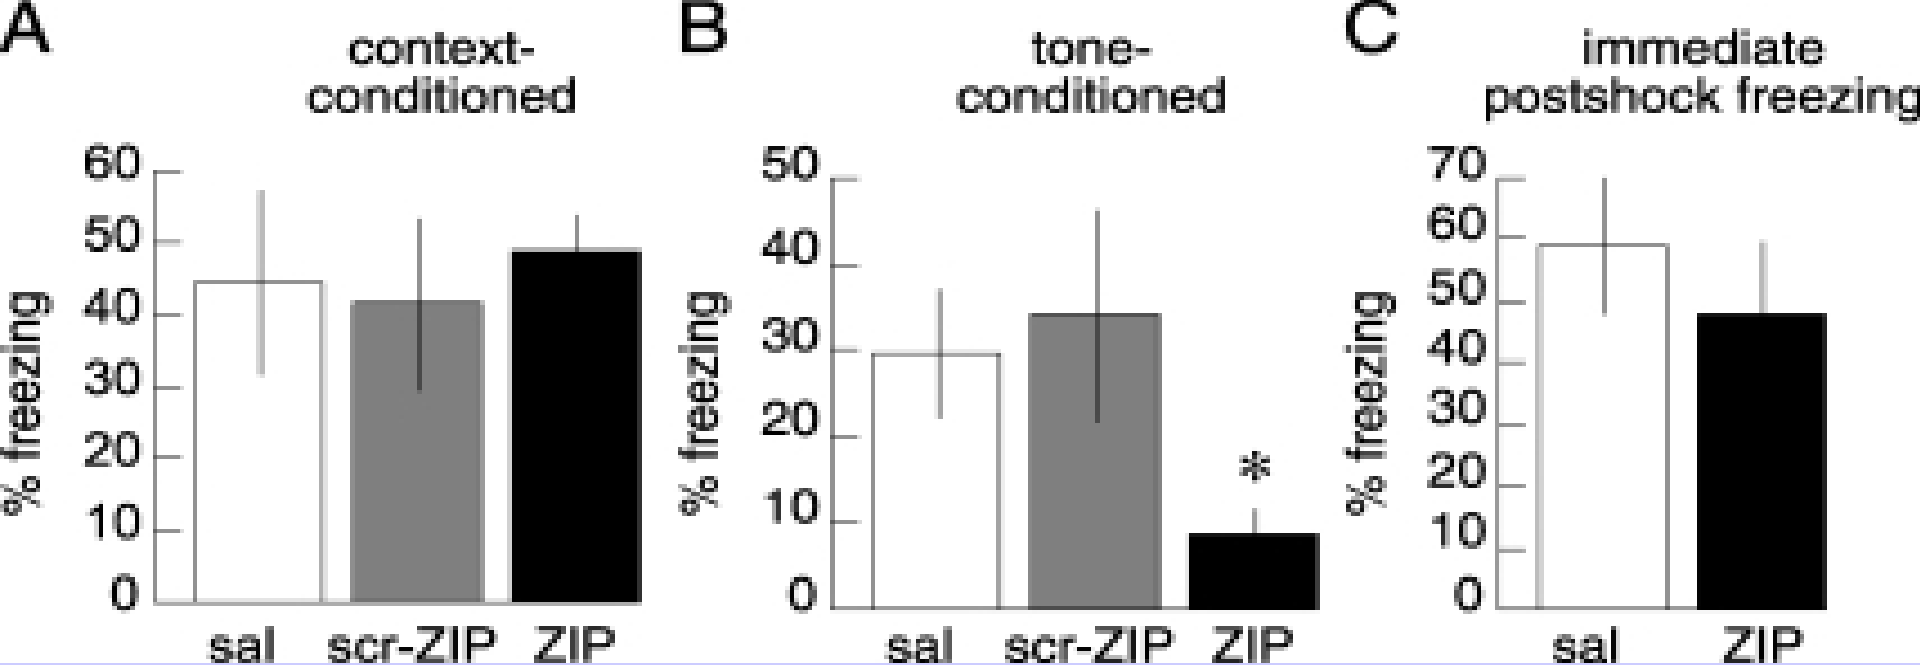 A
context-
conditioned
% freezing
60
50
40
30
20
10
0
sal
scr-ZIP
ZIP
B
tone-
conditioned
% freezing
50
40
30
20
10
0
*
sal
scr-ZIP
ZIP
C
immediate
postshock freezing
% freezing
70
60
50
40
30
20
10
0
sal
ZIP